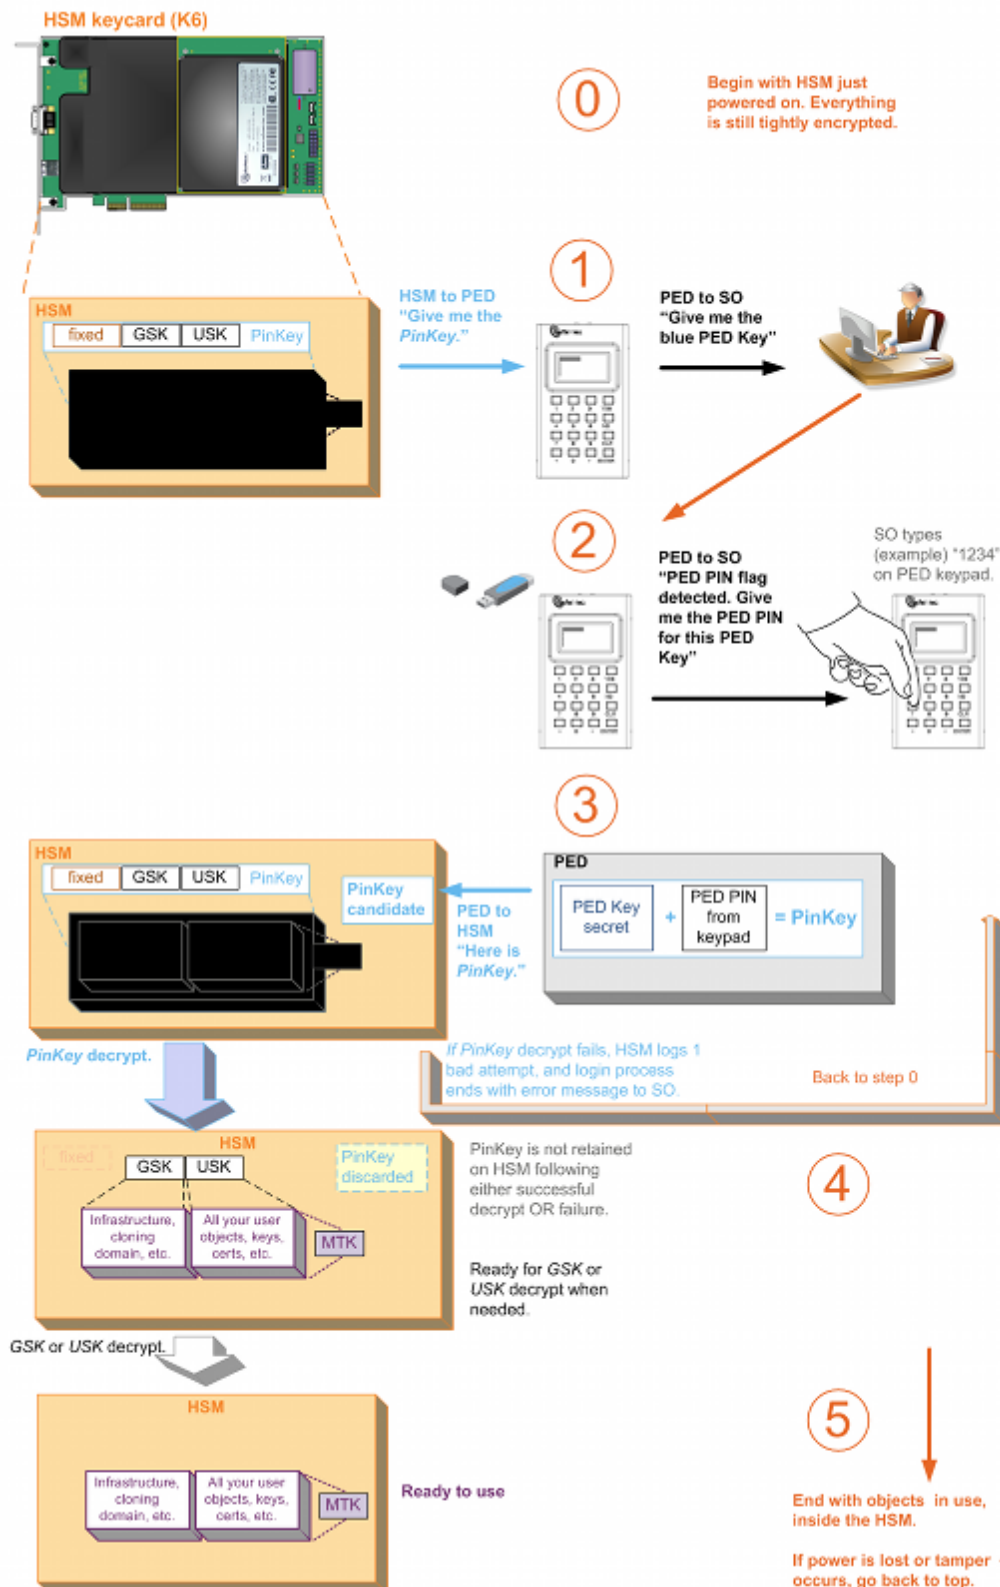 HSM keycard (K6)
0
Begin with HSM just
powered on. Everything
is still tightly encrypted.
1
HSM
fixed GSK USK PinKey
HSM to PED
“Give me the
PinKey.”
PED to SO
“Give me the
blue PED Key”
2
PED to SO
“PED PIN flag
detected. Give
me the PED PIN
for this PED
Key”
SO types
(example) "1234"
on PED keypad.
3
HSM
fixed GSK USK PinKey
PinKey
candidate
PED to
HSM
“Here is
PinKey.”
PED
PED Key
secret
+
PED PIN
from
keypad
= PinKey
PinKey decrypt.
If PinKey decrypt fails, HSM logs 1
bad attempt, and login process
ends with error message to SO.
Back to step 0
HSM
fixed
GSK USK
PinKey
discarded
Infrastructure,
cloning
domain, etc.
All your user
objects, keys,
certs, etc.
MTK
PinKey is not retained
on HSM following
either successful
decrypt OR failure.
Ready for GSK or
USK decrypt when
needed.
4
GSK or USK decrypt.
HSM
Infrastructure,
cloning
domain, etc.
All your user
objects, keys,
certs, etc.
MTK
Ready to use
5
End with objects in use,
inside the HSM.
If power is lost or tamper
occurs, go back to top.